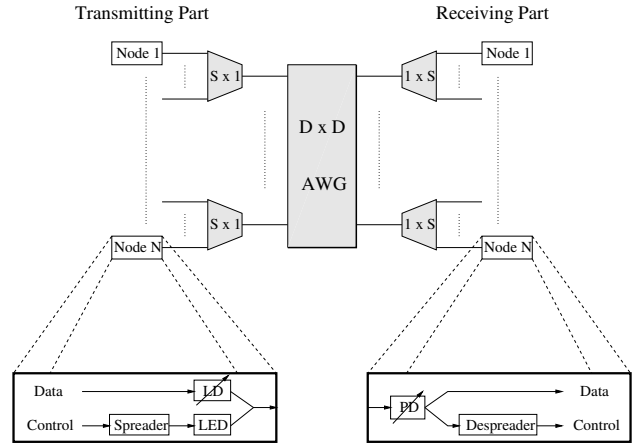 Transmitting Part
Receiving Part
Node 1
S x 1
D x D
AWG
1 x S
Node 1
S x 1
1 x S
Node N
Node N
Data
LD
Control
Spreader
LED
PD
Data
Despreader
Control